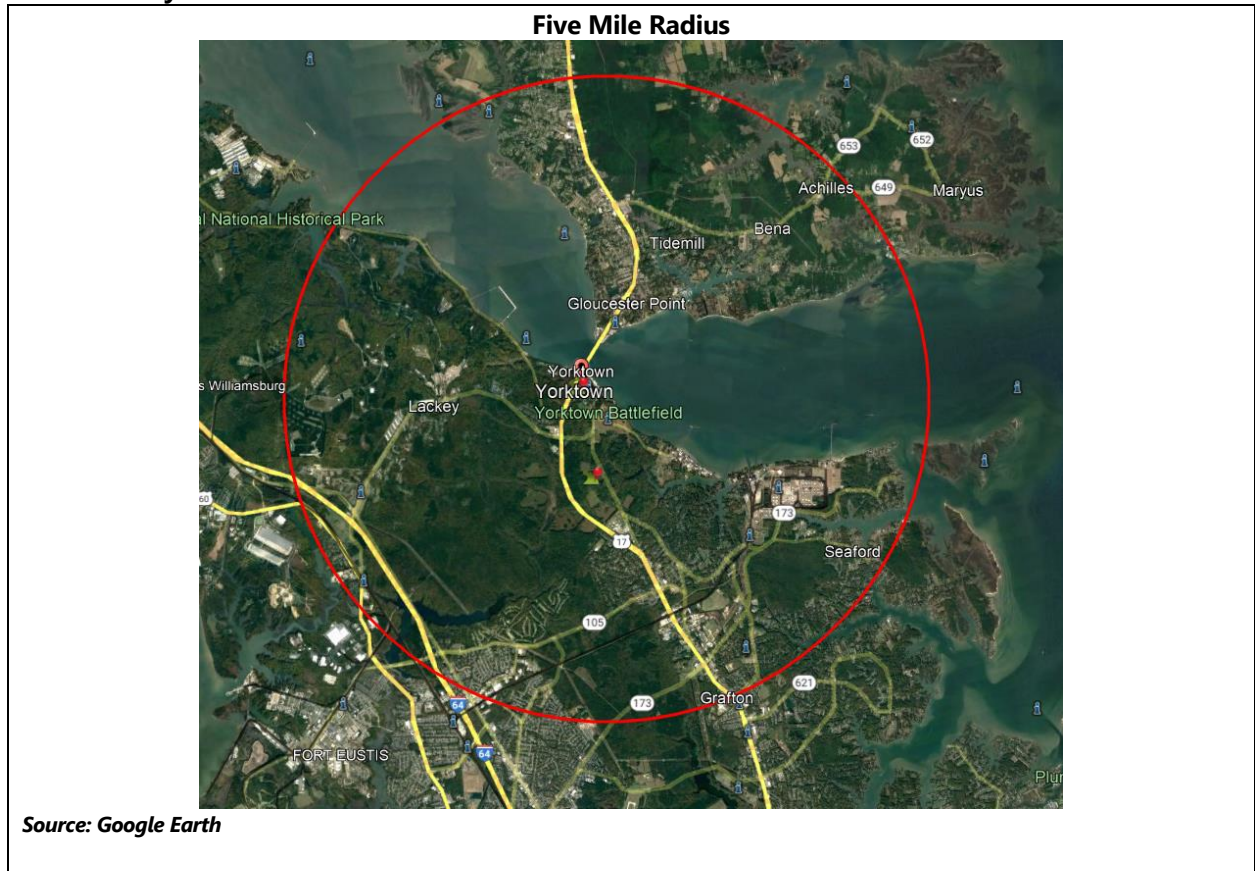 Five Mile Radius
653
652
Achilles
649
Maryus
al National Historical Park
Bena
Tidemill
Gloucester Point
Yorktown
s Williamsburg
Yorktown
Lackey
Yorktown Battlefield
60
173
17
Seaford
105
621
173
Grafton
64
64
FORT EUSTIS
Plu
Source: Google Earth